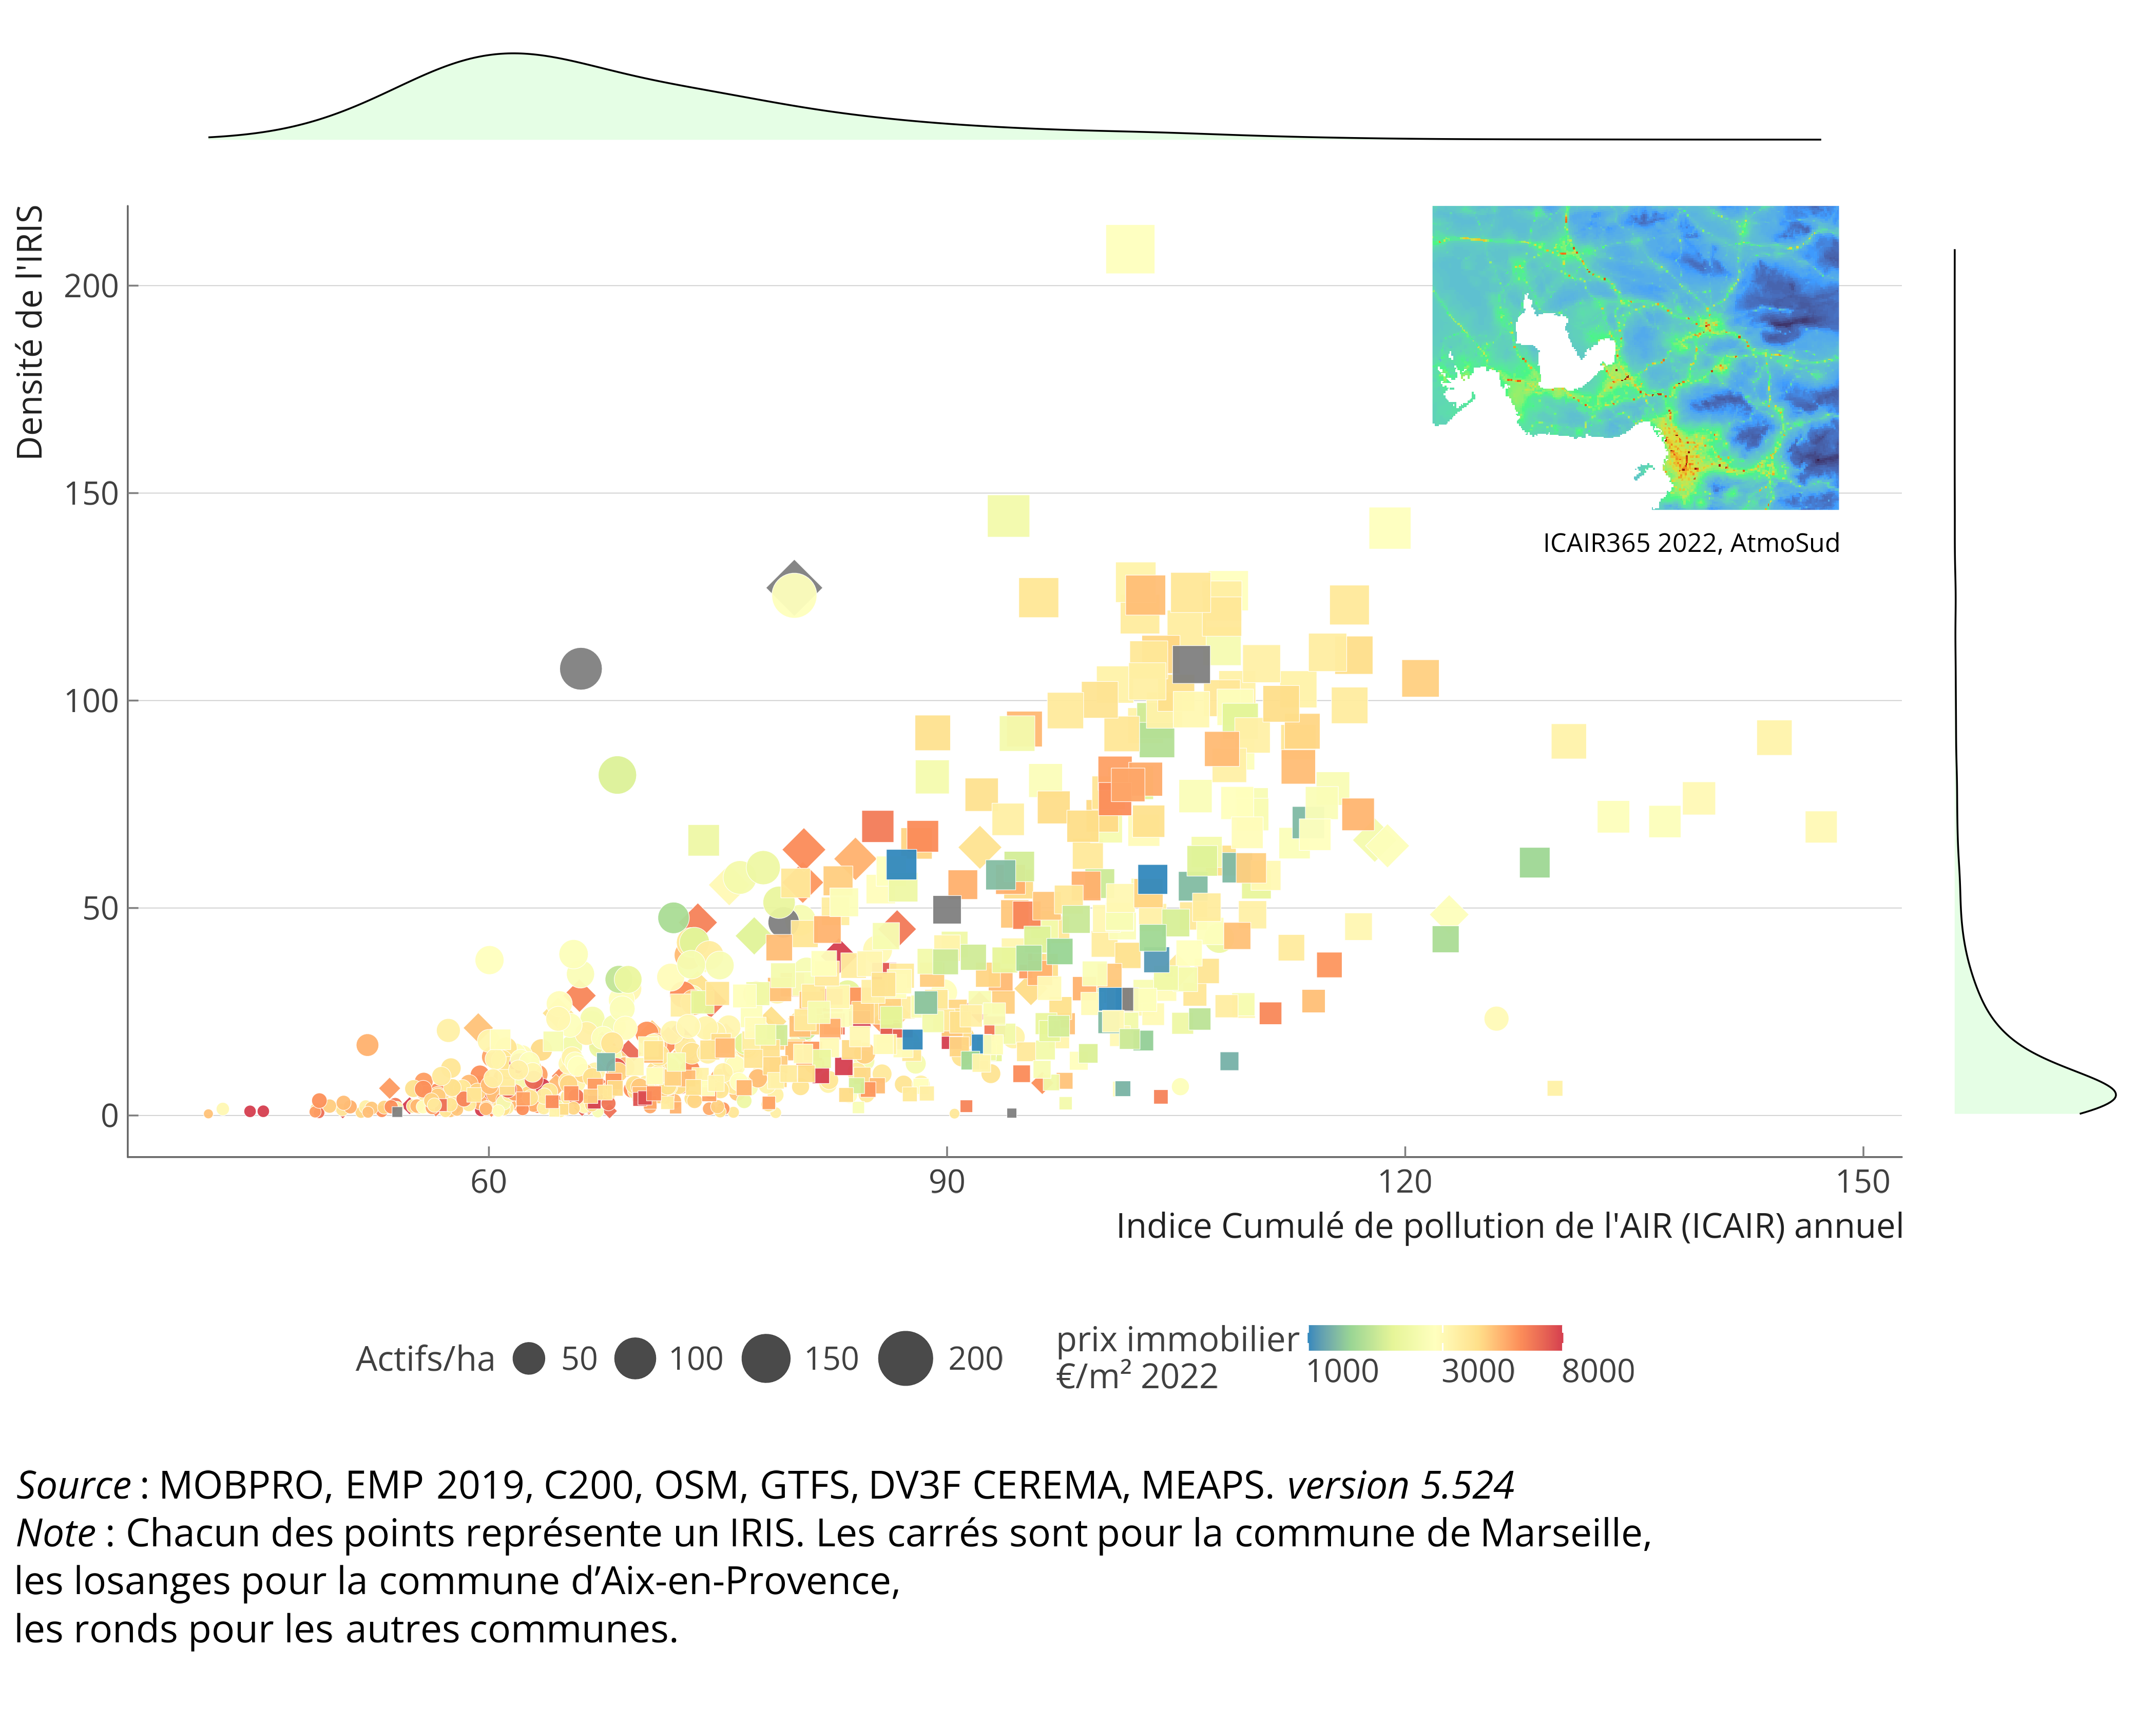 Densité de l'IRIS
200
150
100
50
0
ICAIR365 2022, AtmoSud
60 90 120 150
Indice Cumulé de pollution de l'AIR (ICAIR) annuel
Actifs/ha 50 100 150 200
prix immobilier
€/m² 2022
1000 3000 8000
Source : MOBPRO, EMP 2019, C200, OSM, GTFS, DV3F CEREMA, MEAPS. version 5.524
Note : Chacun des points représente un IRIS. Les carrés sont pour la commune de Marseille,
les losanges pour la commune d’Aix-en-Provence,
les ronds pour les autres communes.